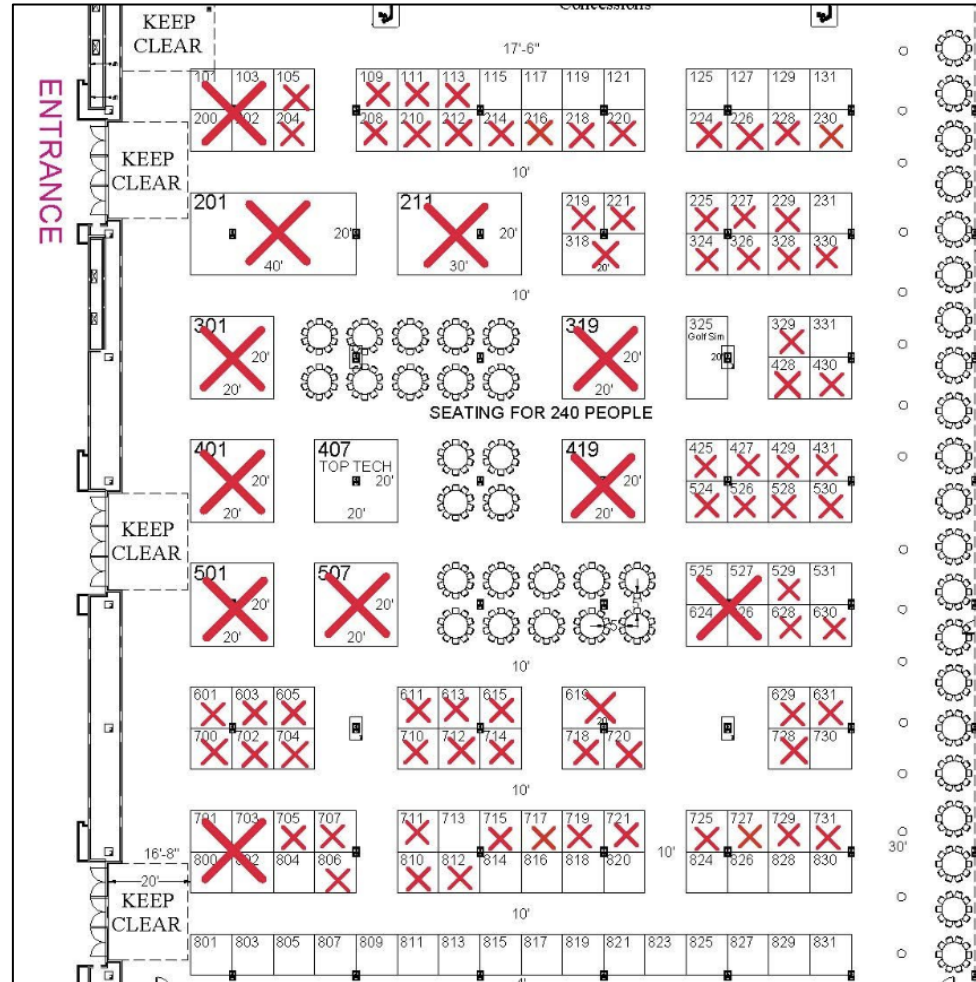 Concessions
KEEP
CLEAR
17'-6"
101 103 105 109 111 113 115 117 119 121 125 127 129 131
200 202 204 208 210 212 214 216 218 220 224 226 228 230
ENTRANCE
KEEP
CLEAR
10'
201 211 219 221 225 227 229 231
20' 20' 318 324 326 328 330
40' 30' 20'
10'
301 319 325 329 331
Golf Sim
20' 20' 20' 428 430
20' 20'
SEATING FOR 240 PEOPLE
401 407 419 425 427 429 431
TOP TECH
20' 20' 20' 524 526 528 530
20' 20' 20'
KEEP
CLEAR
501 507 525 527 529 531
20' 20' 5' 624 626 628 630
20' 20' 5'
10'
601 603 605 611 613 615 619 629 631
20'
700 702 704 710 712 714 718 720 728 730
10'
701 703 705 707 711 713 715 717 719 721 725 727 729 731
16'-8" 10' 30'
800 802 804 806 810 812 814 816 818 820 824 826 828 830
20'
KEEP
CLEAR
10'
801 803 805 807 809 811 813 815 817 819 821 823 825 827 829 831